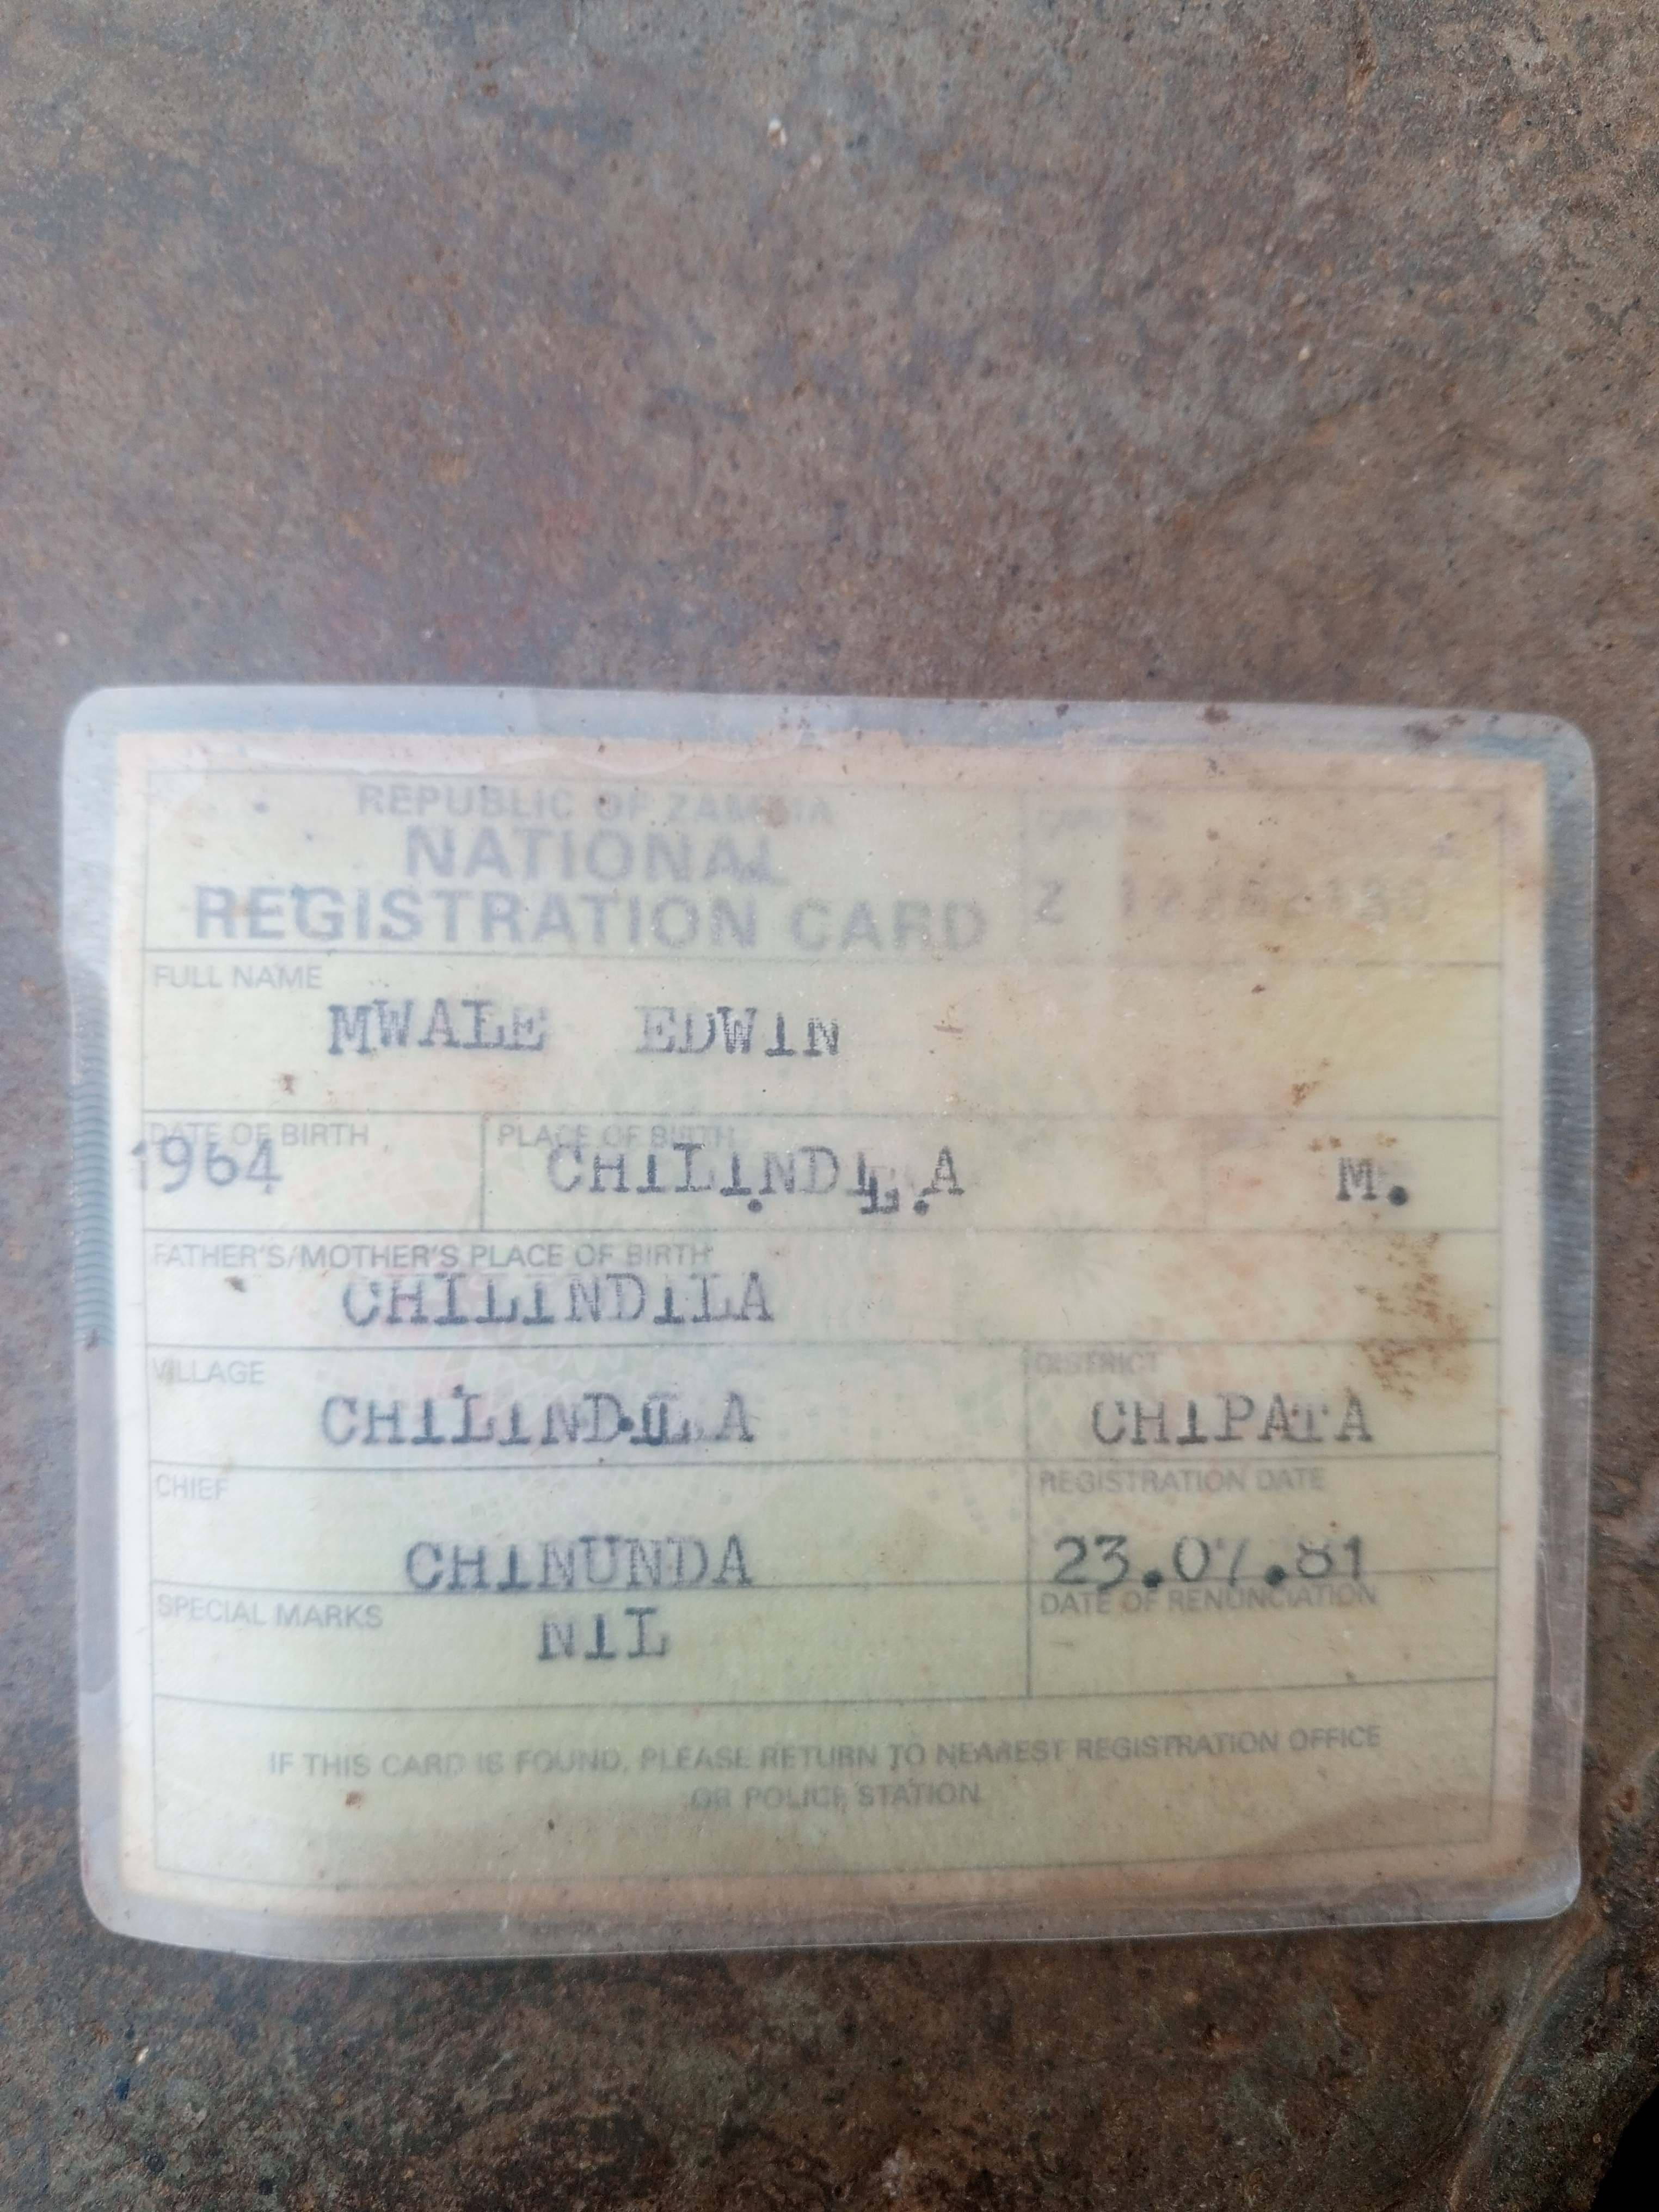 REPUBLIC OF ZAMBIA
NATIONAL
REGISTRATION CARD
Z
FULL NAME
MWALE EDWIN
DATE OF BIRTH
1964
PLACE OF BIRTH
CHILINDILA
M.
FATHER'S/MOTHER'S PLACE OF BIRTH
CHILINDILA
VILLAGE
CHILINDILA
DISTRICT
CHIPATA
CHIEF
CHINUNDA
REGISTRATION DATE
23.07.81
SPECIAL MARKS
NIL
DATE OF RENUNCIATION
IF THIS CARD IS FOUND, PLEASE RETURN TO NEAREST REGISTRATION OFFICE
OR POLICE STATION